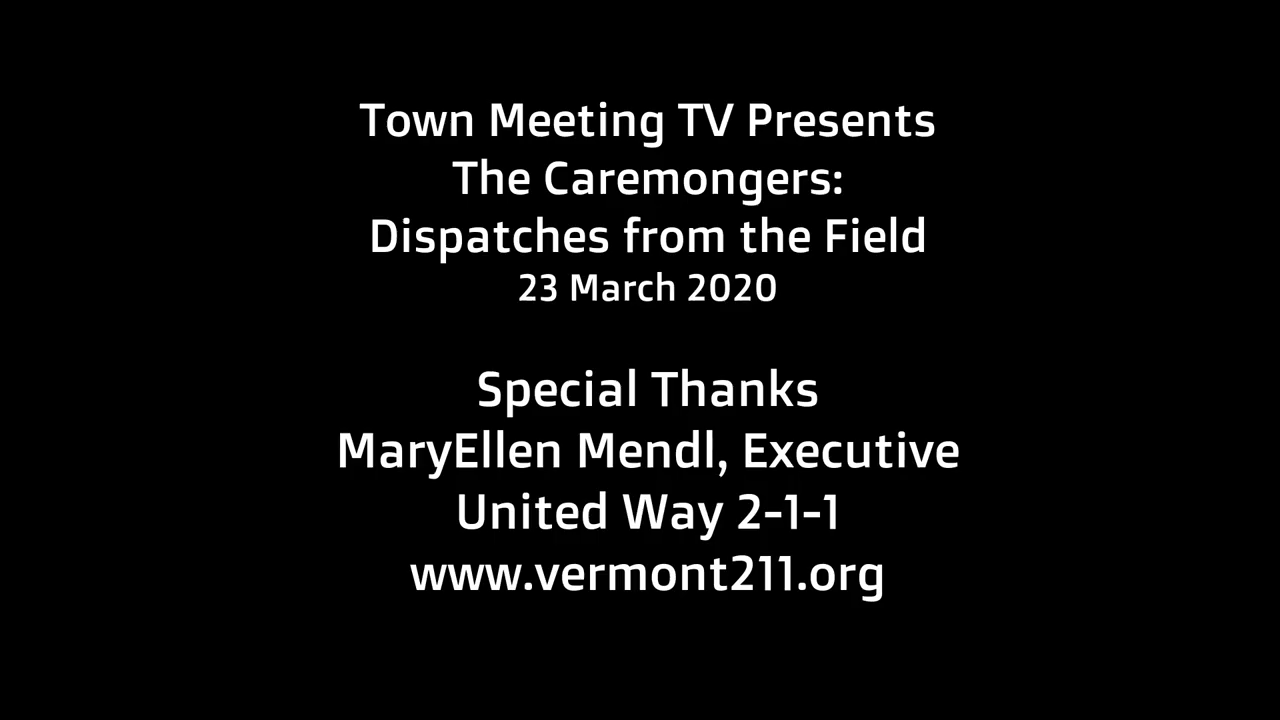 Town Meeting TV Presents
The Caremongers:
Dispatches from the Field
23 March 2020
Special Thanks
MaryEllen Mendl, Executive
United Way 2-1-1
www.vermont211.org